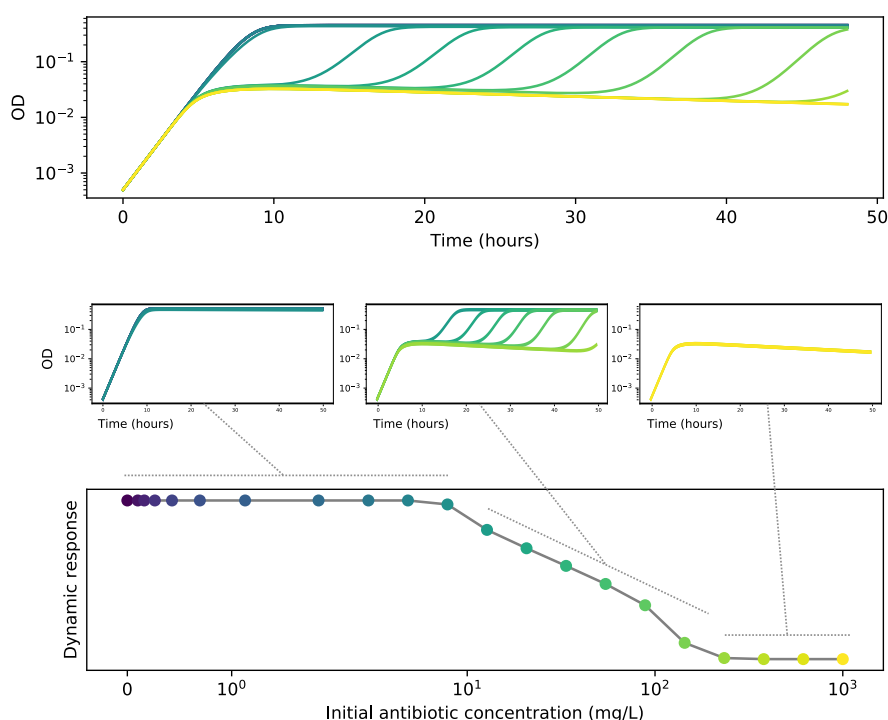 OD
10⁻¹
10⁻²
10⁻³
0 10 20 30 40 50
Time (hours)
OD
10⁻¹
10⁻²
10⁻³
0 10 20 30 40 50
Time (hours)
10⁻¹
10⁻²
10⁻³
0 10 20 30 40 50
Time (hours)
10⁻¹
10⁻²
10⁻³
0 10 20 30 40 50
Time (hours)
Dynamic response
0 10⁰ 10¹ 10² 10³
Initial antibiotic concentration (mg/L)